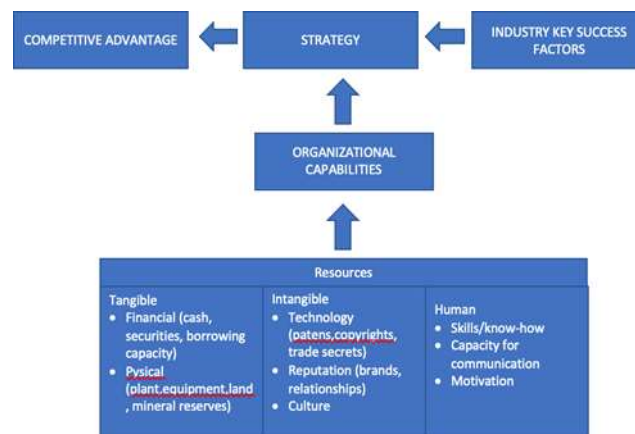 COMPETITIVE ADVANTAGE
STRATEGY
INDUSTRY KEY SUCCESS
FACTORS
ORGANIZATIONAL
CAPABILITIES
Resources
Tangible
• Financial (cash,
securities, borrowing
capacity)
• Pysical
(plant,equipment,land
, mineral reserves)
Intangible
• Technology
(patens,copyrights,
trade secrets)
• Reputation (brands,
relationships)
• Culture
Human
• Skills/know-how
• Capacity for
communication
• Motivation